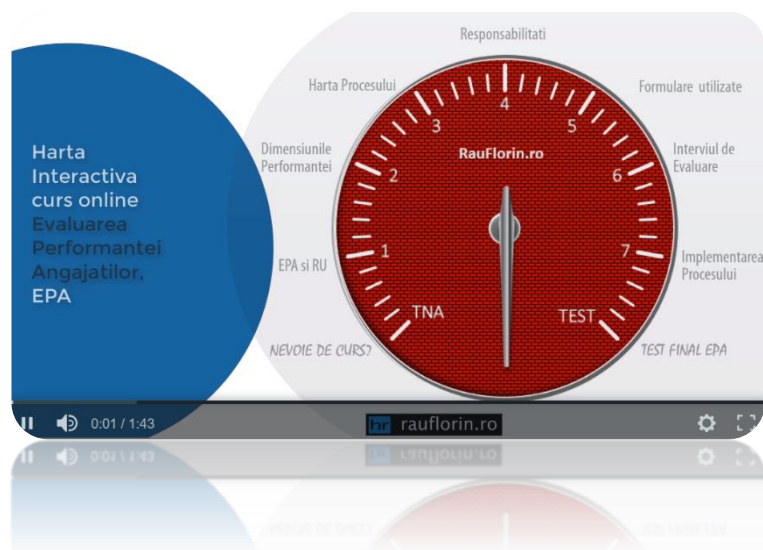 Harta
Interactiva
curs online
Evaluarea
Performantei
Angajatilor,
EPA
Responsabilitati
Harta Procesului
Formulare utilizate
Dimensiunile
Performantei
Interviul de
Evaluare
EPA si RU
Implementarea
Procesului
NEVOIE DE CURS?
TEST FINAL EPA
RauFlorin.ro
TNA
1
2
3
4
5
6
7
TEST
0:01 / 1:43
hr rauflorin.ro